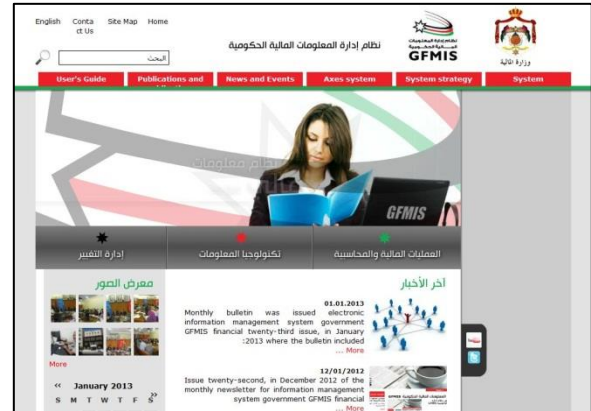 English Conta
ct Us Site Map Home
البحث
نظام إدارة المعلومات المالية الحكومية
GFMIS
وزارة المالية
User's Guide Publications and News and Events Axes system System strategy System
GFMIS
إدارة التغيير تكنولوجيا المعلومات العمليات المالية والمحاسبية
معرض الصور
More
<< January 2013 >>
S M T W T F S
آخر الأخبار
01.01.2013
Monthly bulletin was issued electronic
information management system government
GFMIS financial twenty-third issue, in January
:2013 where the bulletin included
... More
12/01/2012
Issue twenty-second, in December 2012 of the
monthly newsletter for information management
system government GFMIS financial
... More